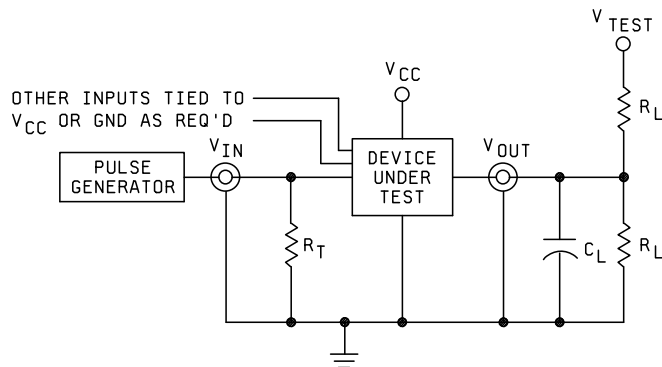 V TEST
V CC
OTHER INPUTS TIED TO
V CC OR GND AS REQ'D
R L
V IN
V OUT
PULSE
GENERATOR
DEVICE
UNDER
TEST
R T
C L
R L